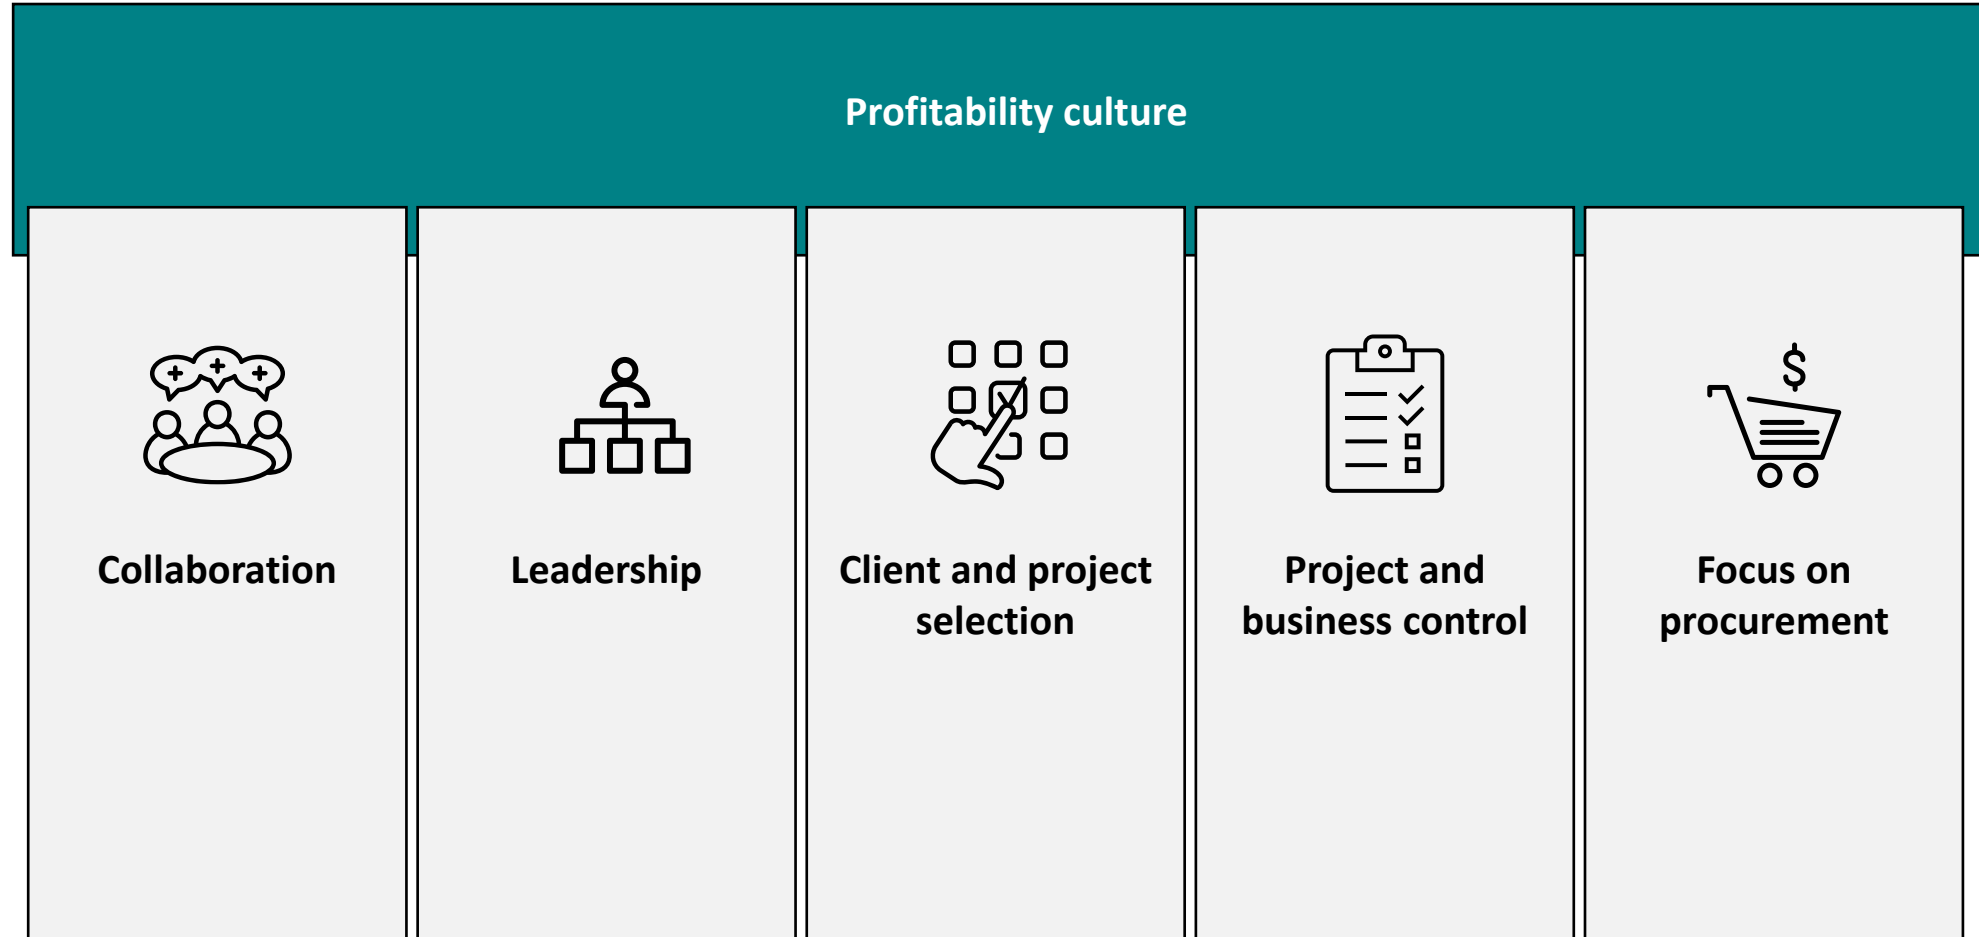 Profitability culture
Collaboration
Leadership
Client and project
selection
Project and
business control
$
Focus on
procurement